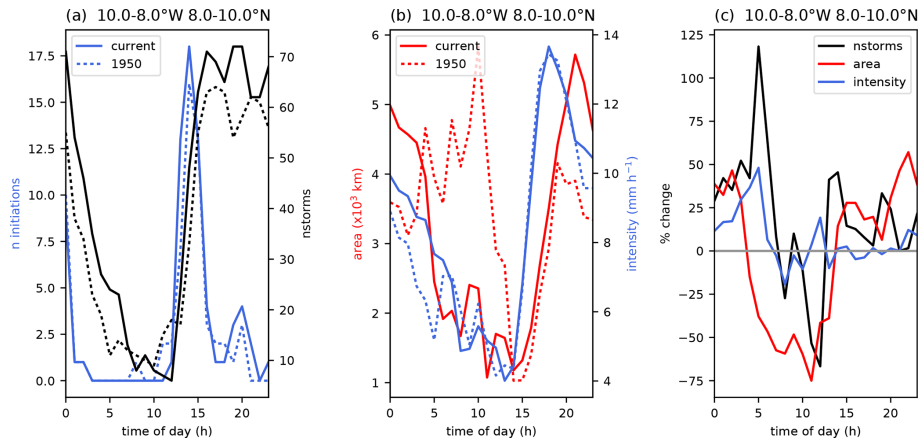 (a) 10.0-8.0°W 8.0-10.0°N
current
1950
17.5
15.0
12.5
10.0
7.5
5.0
2.5
0.0
n initiations
70
60
50
40
30
20
10
nstorms
0 5 10 15 20
time of day (h)
(b) 10.0-8.0°W 8.0-10.0°N
current
1950
6
5
4
3
2
1
area (x10³ km)
14
12
10
8
6
4
intensity (mm h⁻¹)
0 5 10 15 20
time of day (h)
(c) 10.0-8.0°W 8.0-10.0°N
nstorms
area
intensity
125
100
75
50
25
0
−25
−50
−75
% change
0 5 10 15 20
time of day (h)